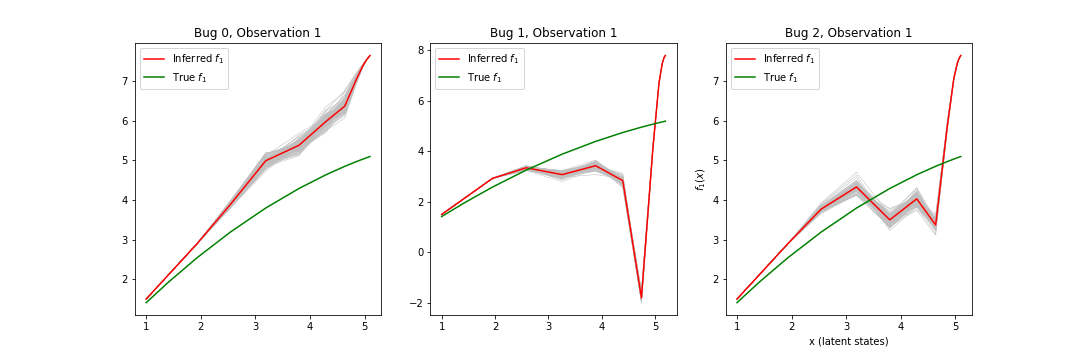 Bug 0, Observation 1
Inferred f₁
True f₁
7
6
5
4
3
2
1 2 3 4 5
Bug 1, Observation 1
Inferred f₁
True f₁
8
6
4
2
0
−2
1 2 3 4 5
Bug 2, Observation 1
Inferred f₁
True f₁
f₁(x)
7
6
5
4
3
2
1 2 3 4 5
x (latent states)